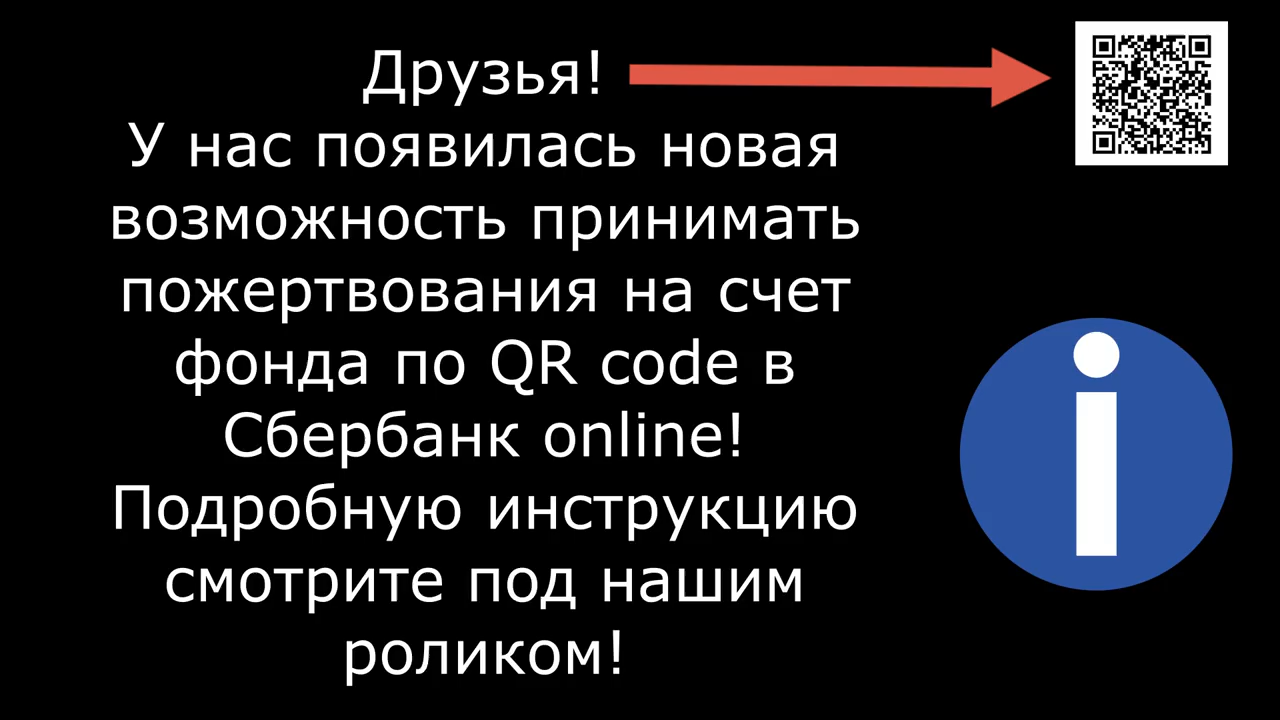 Друзья!
У нас появилась новая
возможность принимать
пожертвования на счет
фонда по QR code в
Сбербанк online!
Подробную инструкцию
смотрите под нашим
роликом!